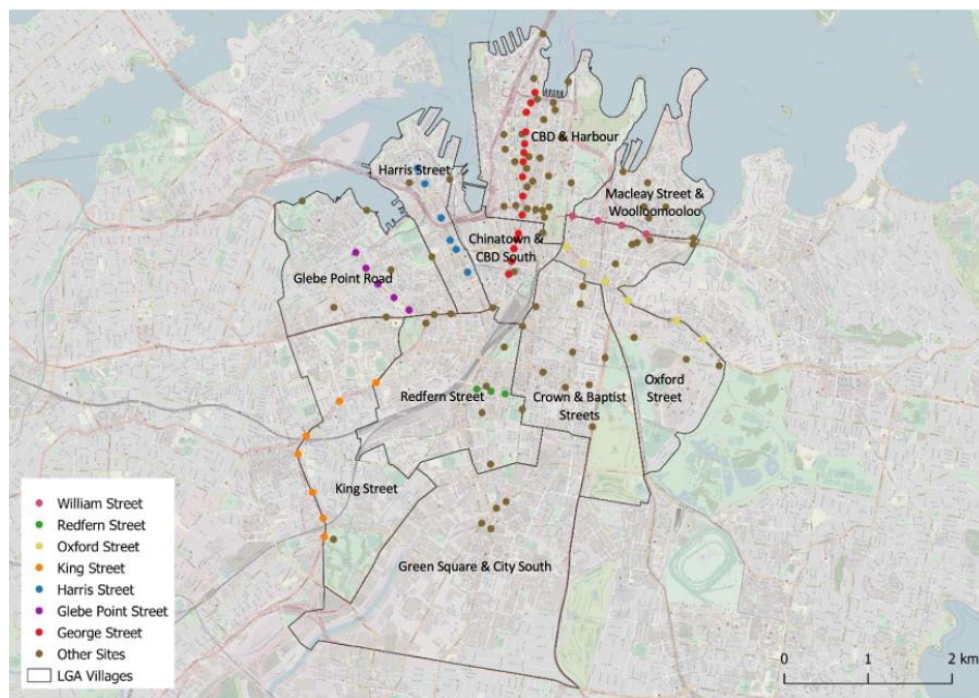 CBD & Harbour
Harris Street
Macleay Street &
Woolloomooloo
Chinatown &
CBD South
Glebe Point Road
Oxford
Street
Redfern Street
Crown & Baptist
Streets
King Street
Green Square & City South
William Street
Redfern Street
Oxford Street
King Street
Harris Street
Glebe Point Street
George Street
Other Sites
LGA Villages
0 1 2 km